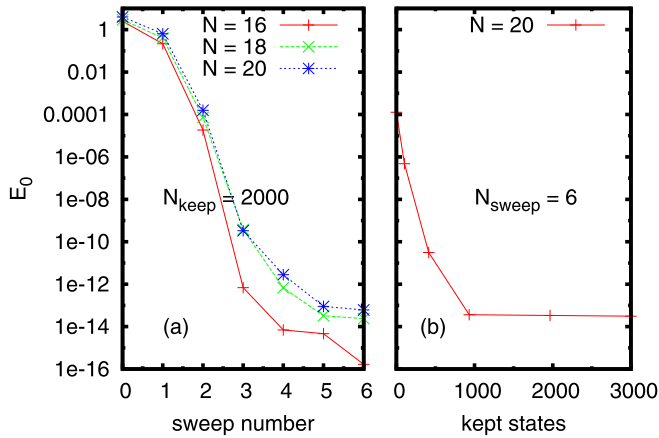 N = 16
N = 18
N = 20
N = 20
1
0.01
0.0001
1e-06
1e-08
1e-10
1e-12
1e-14
1e-16
E0
Nkeep = 2000
Nsweep = 6
(a)
(b)
0 1 2 3 4 5 6
0 1000 2000 3000
sweep number
kept states